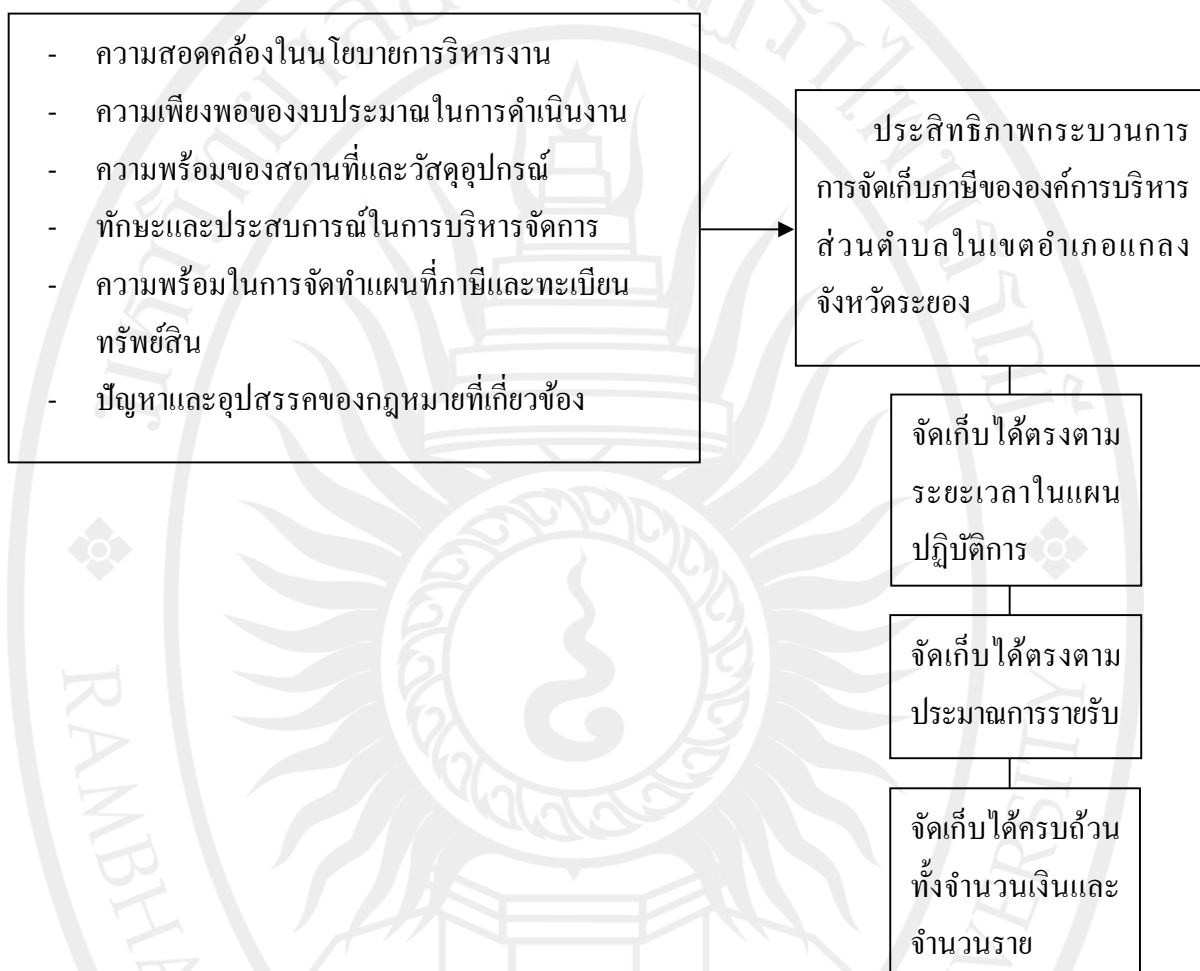 - ความสอดคล้องในนโยบายการริหารงาน
- ความเพียงพอของงบประมาณในการดำเนินงาน
- ความพร้อมของสถานที่และวัสดุอุปกรณ์
- ทักษะและประสบการณ์ในการบริหารจัดการ
- ความพร้อมในการจัดทำแผนที่ภาษีและทะเบียน
ทรัพย์สิน
- ปัญหาและอุปสรรคของกฎหมายที่เกี่ยวข้อง
ประสิทธิภาพกระบวนการ
การจัดเก็บภาษีขององค์การบริหาร
ส่วนตำบลในเขตอำเภอแกลง
จังหวัดระยอง
จัดเก็บได้ตรงตาม
ระยะเวลาในแผน
ปฏิบัติการ
จัดเก็บได้ตรงตาม
ประมาณการรายรับ
จัดเก็บได้ครบถ้วน
ทั้งจำนวนเงินและ
จำนวนราย